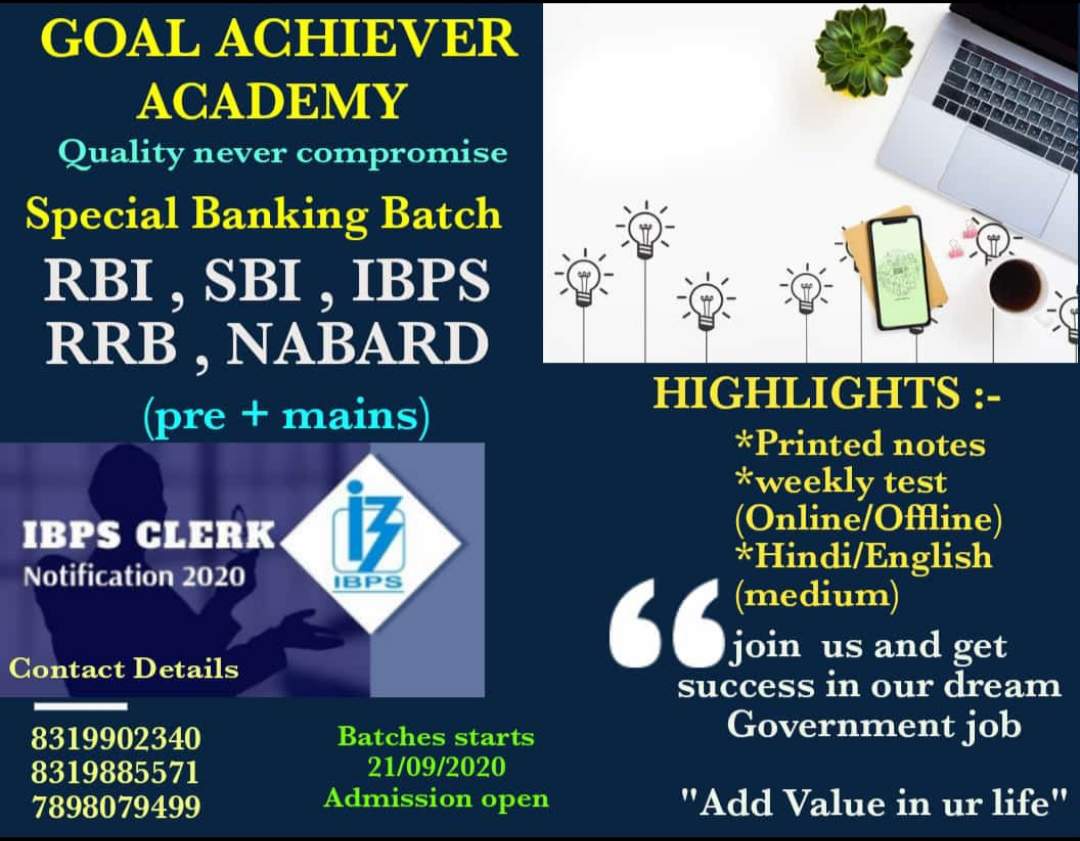 GOAL ACHIEVER
ACADEMY
Quality never compromise
Special Banking Batch
RBI , SBI , IBPS
RRB , NABARD
(pre + mains)
IBPS CLERK
Notification 2020
IBPS
Contact Details
8319902340
8319885571
7898079499
Batches starts
21/09/2020
Admission open
HIGHLIGHTS :-
*Printed notes
*weekly test
(Online/Offline)
*Hindi/English
(medium)
“join us and get
success in our dream
Government job
"Add Value in ur life"